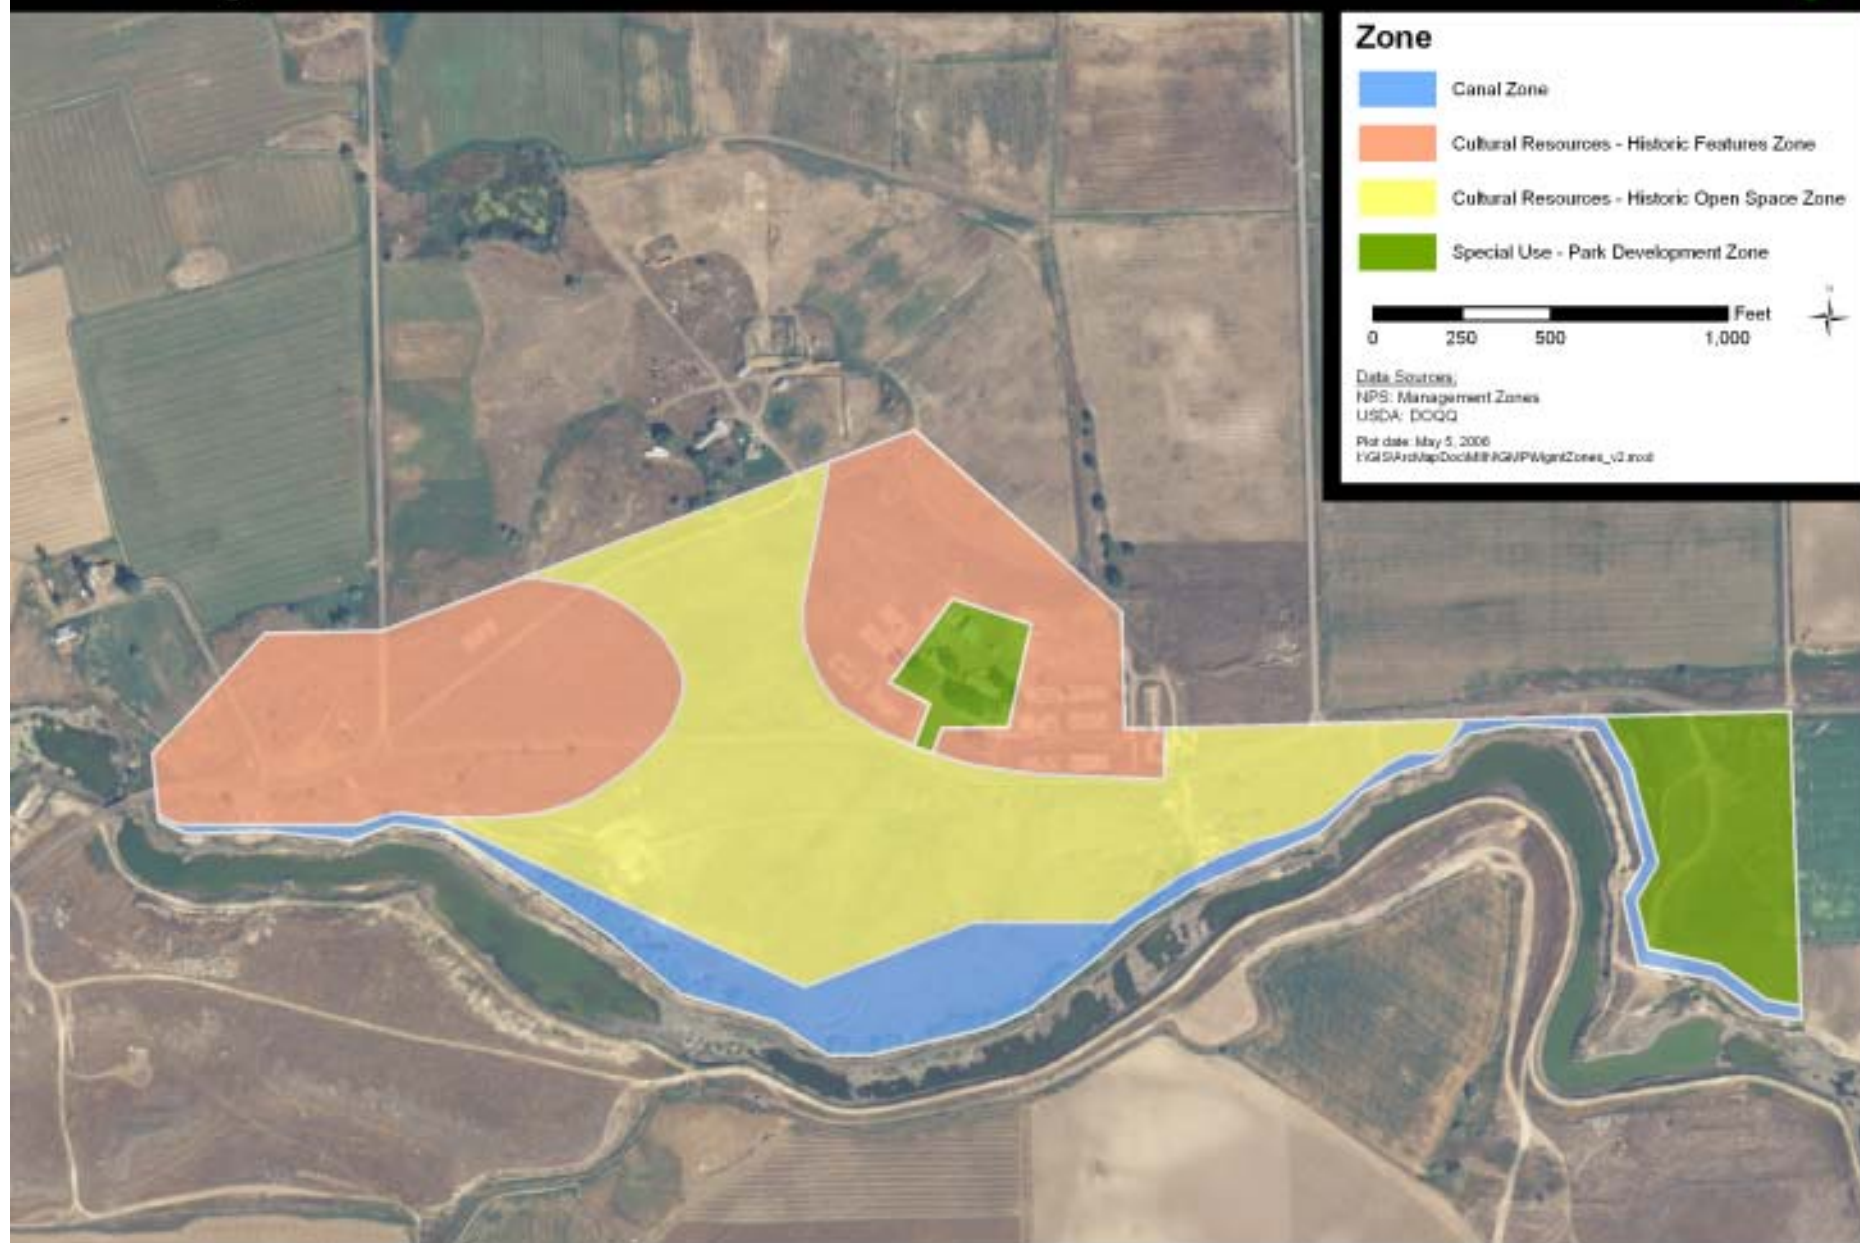 Zone
Canal Zone
Cultural Resources - Historic Features Zone
Cultural Resources - Historic Open Space Zone
Special Use - Park Development Zone
N
Feet
0 250 500 1,000
Data Sources:
NPS: Management Zones
USDA: DOQQ
Plot date: May 5, 2006